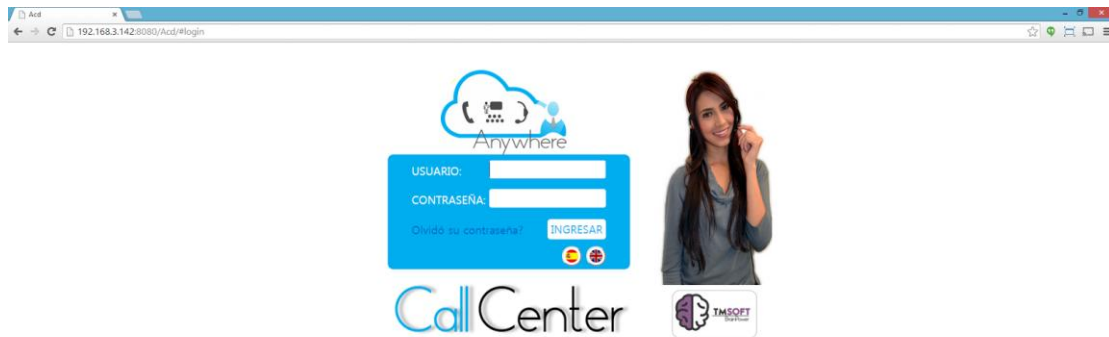 Acd
192.168.3.142:8080/Acd/#login
Anywhere
USUARIO:
CONTRASEÑA:
Olvidó su contraseña?
INGRESAR
CallCenter
TMSOFT